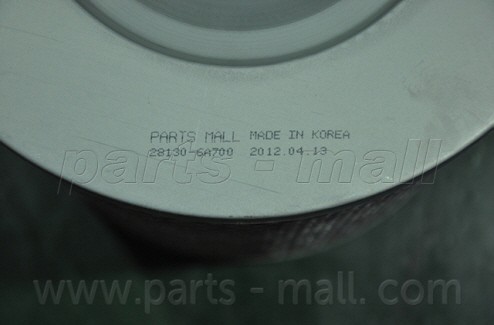 PARTS MALL MADE IN KOREA
28130-6A700 2012.04.13
parts - mall
www.parts - mall.com